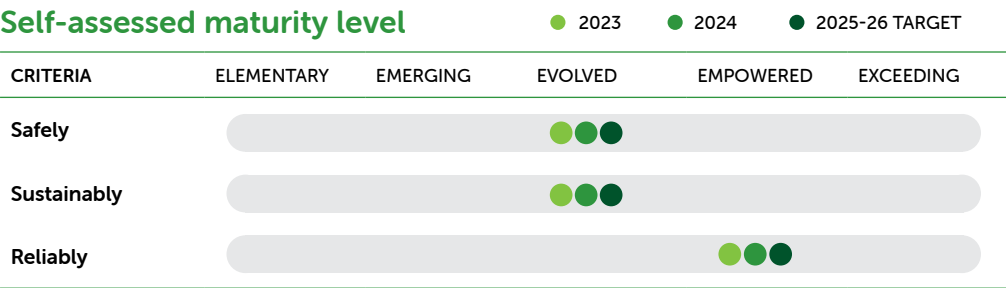 Self-assessed maturity level 2023 2024 2025-26 TARGET
CRITERIA ELEMENTARY EMERGING EVOLVED EMPOWERED EXCEEDING
Safely
Sustainably
Reliably